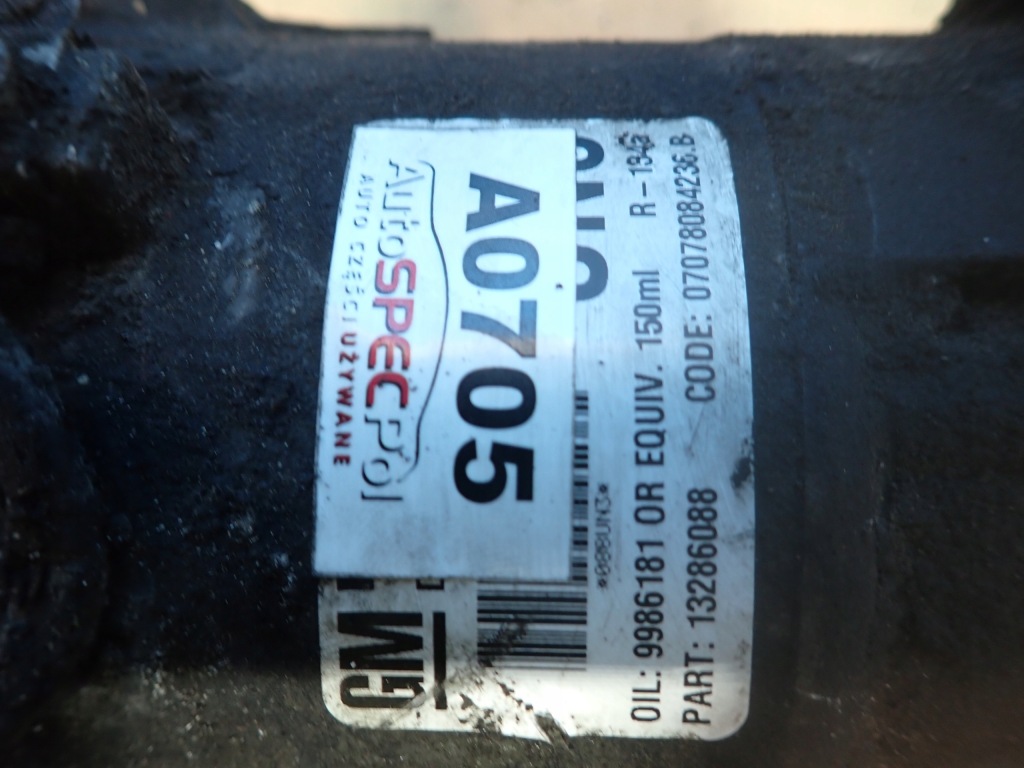 AutoSPECpol
AUTO CZĘŚCI UŻYWANE
A0705
GM
OIL: 9986181 OR EQUIV. 150ml R-134a
PART: 13286088 CODE: 07078084236.B